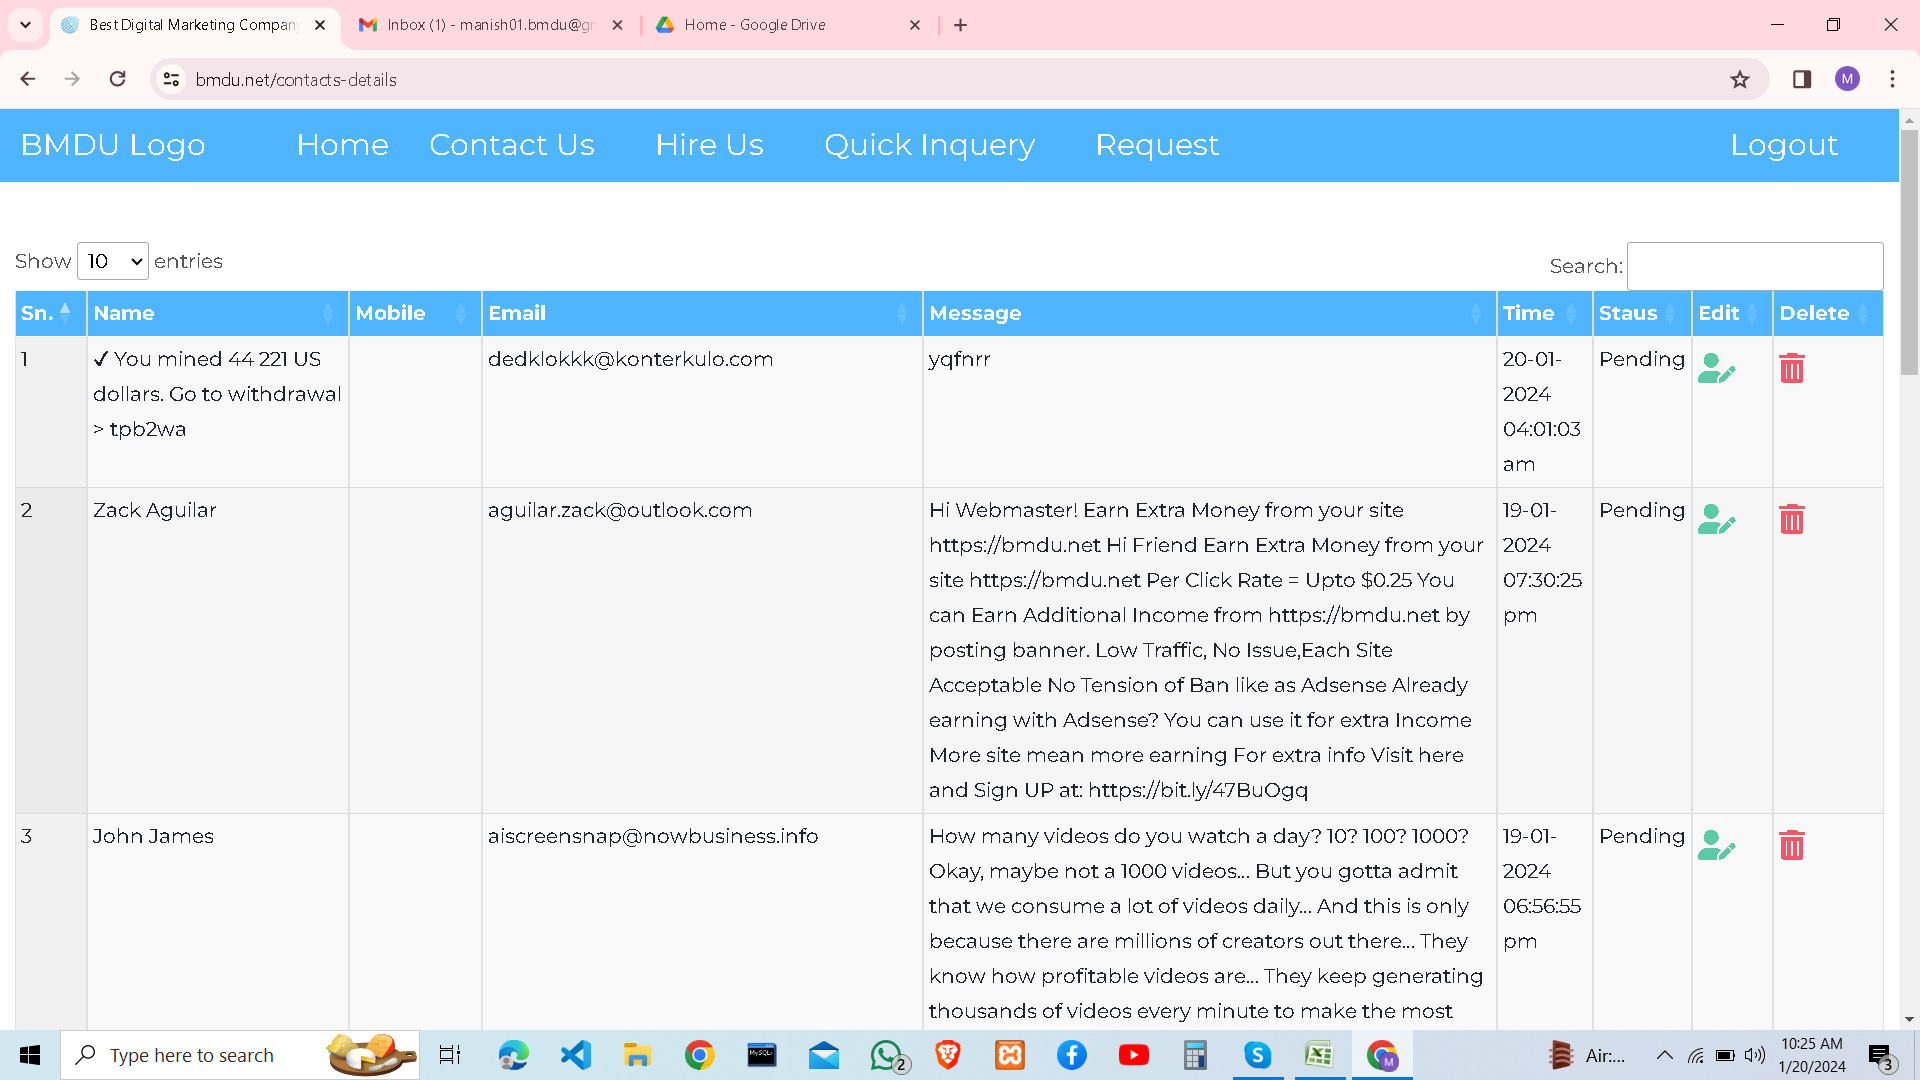 Best Digital Marketing Compan
Inbox (1) - manish01.bmdu@gr
Home - Google Drive
bmdu.net/contacts-details
M
BMDU Logo Home Contact Us Hire Us Quick Inquery Request Logout
Show 10 entries
Search:
Sn. Name Mobile Email Message Time Staus Edit Delete
1
✓ You mined 44 221 US
dollars. Go to withdrawal
> tpb2wa
dedklokkk@konterkulo.com
yqfnrr
20-01-
2024
04:01:03
am
Pending
2
Zack Aguilar
aguilar.zack@outlook.com
Hi Webmaster! Earn Extra Money from your site
https://bmdu.net Hi Friend Earn Extra Money from your
site https://bmdu.net Per Click Rate = Upto $0.25 You
can Earn Additional Income from https://bmdu.net by
posting banner. Low Traffic, No Issue,Each Site
Acceptable No Tension of Ban like as Adsense Already
earning with Adsense? You can use it for extra Income
More site mean more earning For extra info Visit here
and Sign UP at: https://bit.ly/47BuOgq
19-01-
2024
07:30:25
pm
Pending
3
John James
aiscreensnap@nowbusiness.info
How many videos do you watch a day? 10? 100? 1000?
Okay, maybe not a 1000 videos... But you gotta admit
that we consume a lot of videos daily... And this is only
because there are millions of creators out there... They
know how profitable videos are... They keep generating
thousands of videos every minute to make the most
19-01-
2024
06:56:55
pm
Pending
Type here to search
MySQL
2
M
Air:...
10:25 AM
1/20/2024
3